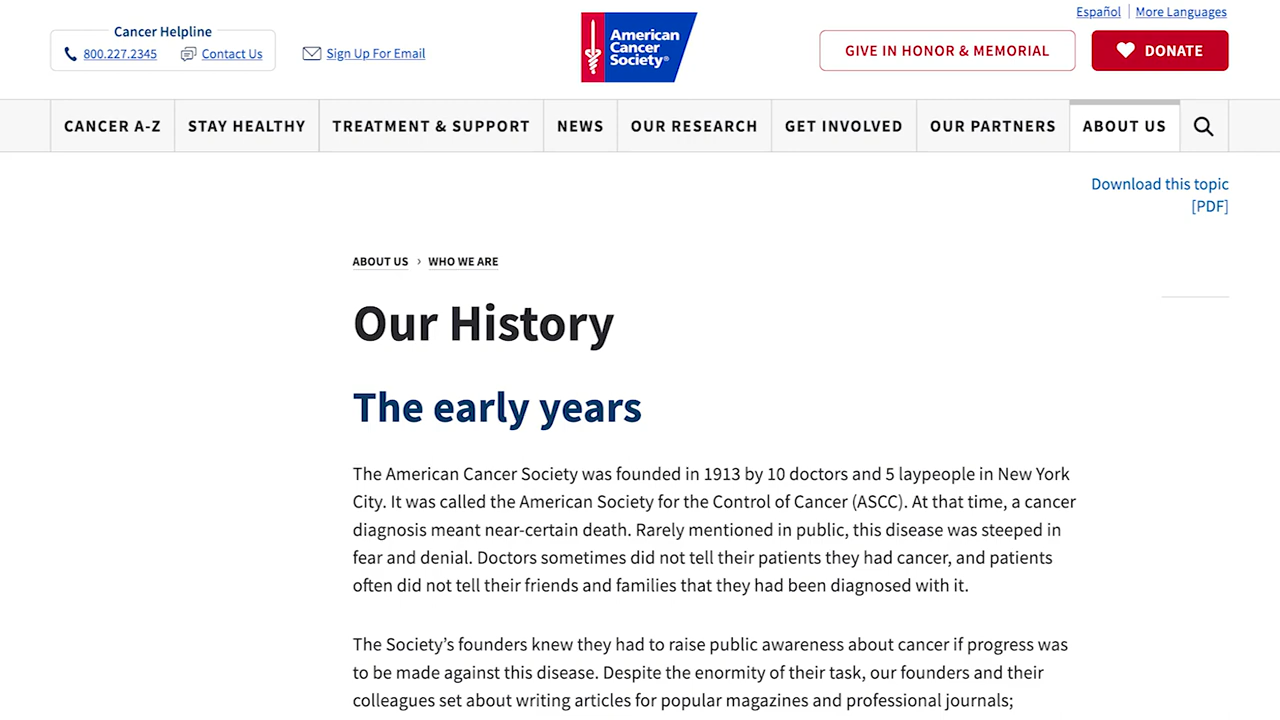 Español More Languages
Cancer Helpline
800.227.2345 Contact Us Sign Up For Email
American
Cancer
Society®
GIVE IN HONOR & MEMORIAL DONATE
CANCER A-Z STAY HEALTHY TREATMENT & SUPPORT NEWS OUR RESEARCH GET INVOLVED OUR PARTNERS ABOUT US
Download this topic
[PDF]
ABOUT US › WHO WE ARE
Our History
The early years
The American Cancer Society was founded in 1913 by 10 doctors and 5 laypeople in New York
City. It was called the American Society for the Control of Cancer (ASCC). At that time, a cancer
diagnosis meant near-certain death. Rarely mentioned in public, this disease was steeped in
fear and denial. Doctors sometimes did not tell their patients they had cancer, and patients
often did not tell their friends and families that they had been diagnosed with it.
The Society’s founders knew they had to raise public awareness about cancer if progress was
to be made against this disease. Despite the enormity of their task, our founders and their
colleagues set about writing articles for popular magazines and professional journals;